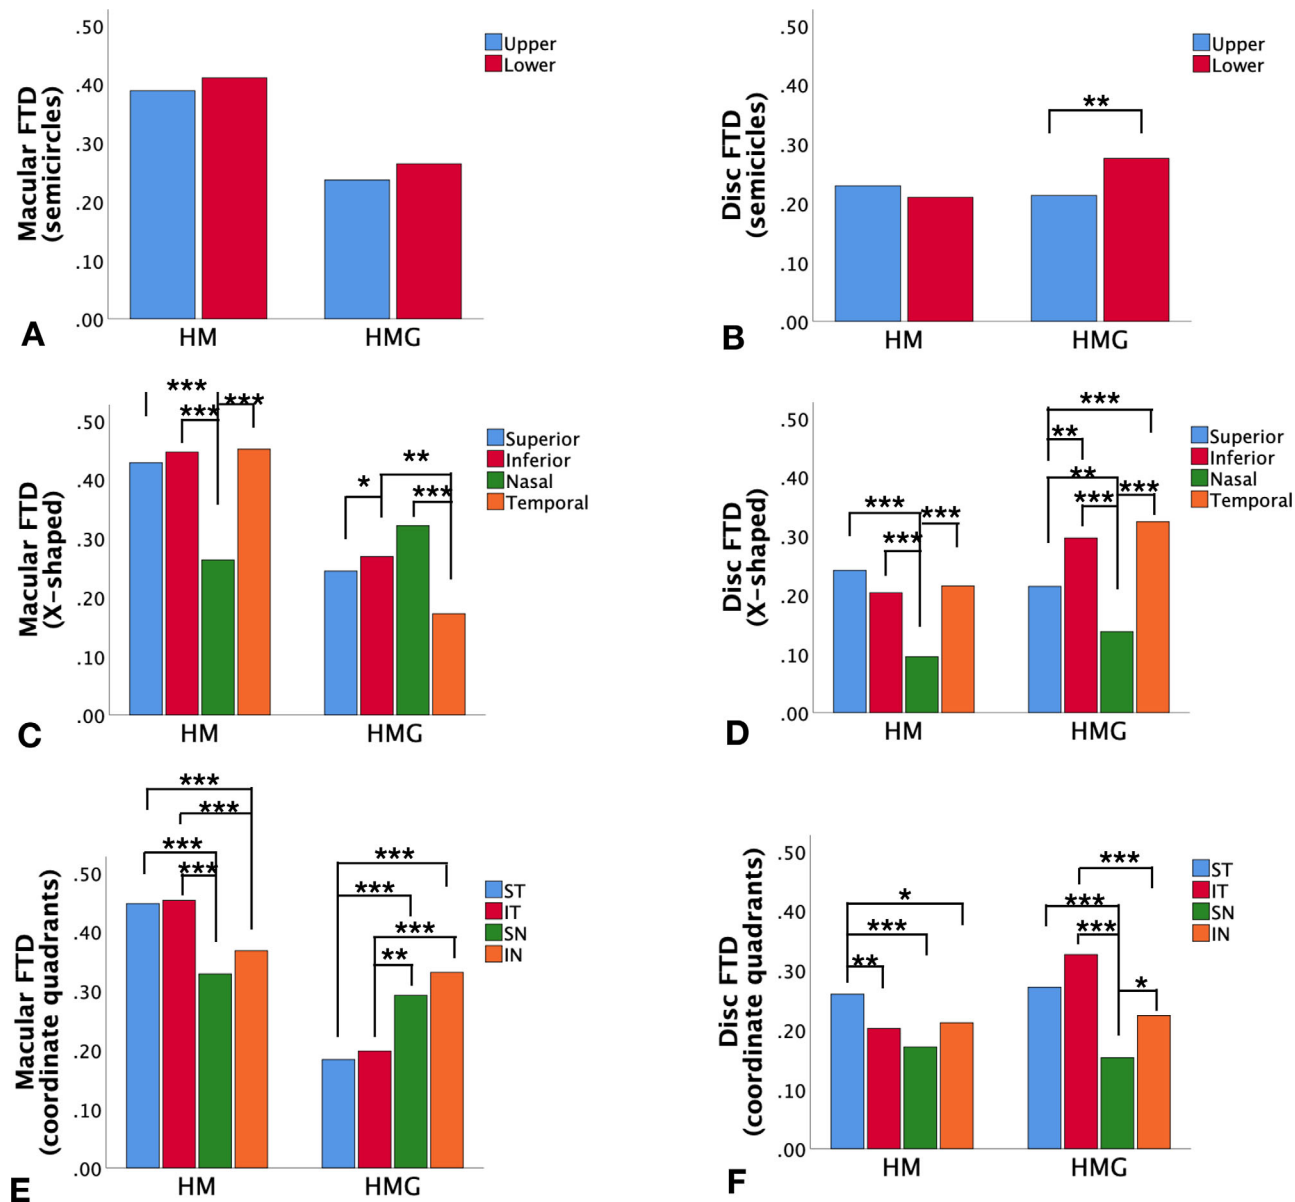 Macular FTD
(semicircles)
.50
.40
.30
.20
.10
.00
Upper
Lower
HM
HMG
A
Disc FTD
(semicicles)
.50
.40
.30
.20
.10
.00
**
Upper
Lower
HM
HMG
B
Macular FTD
(X-shaped)
.50
.40
.30
.20
.10
.00
***
***
***
*
**
***
Superior
Inferior
Nasal
Temporal
HM
HMG
C
Disc FTD
(X-shaped)
.50
.40
.30
.20
.10
.00
***
***
***
***
**
**
***
***
Superior
Inferior
Nasal
Temporal
HM
HMG
D
Macular FTD
(coordinate quadrants)
.50
.40
.30
.20
.10
.00
***
***
***
***
***
***
***
**
ST
IT
SN
IN
HM
HMG
E
Disc FTD
(coordinate quadrants)
.50
.40
.30
.20
.10
.00
*
***
**
***
***
***
*
ST
IT
SN
IN
HM
HMG
F